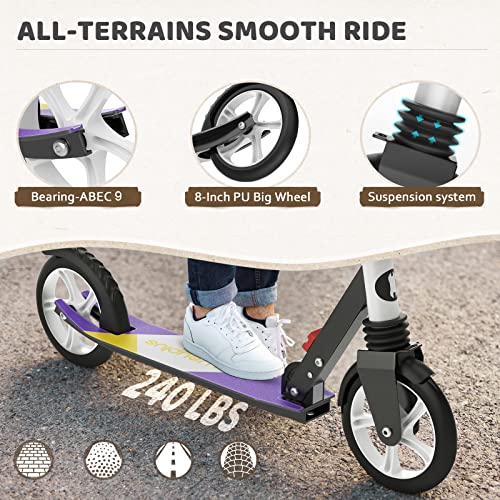 ALL-TERRAINS SMOOTH RIDE
Bearing-ABEC 9
8-Inch PU Big Wheel
Suspension system
240 LBS